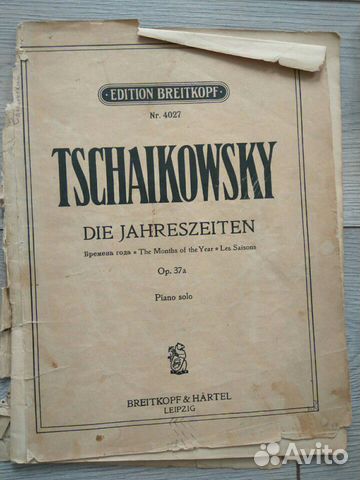 · EDITION BREITKOPF ·
Nr. 4027
TSCHAIKOWSKY
DIE JAHRESZEITEN
Времена года • The Months of the Year • Les Saisons
Op. 37a
Piano solo
BREITKOPF & HÄRTEL
LEIPZIG
Avito